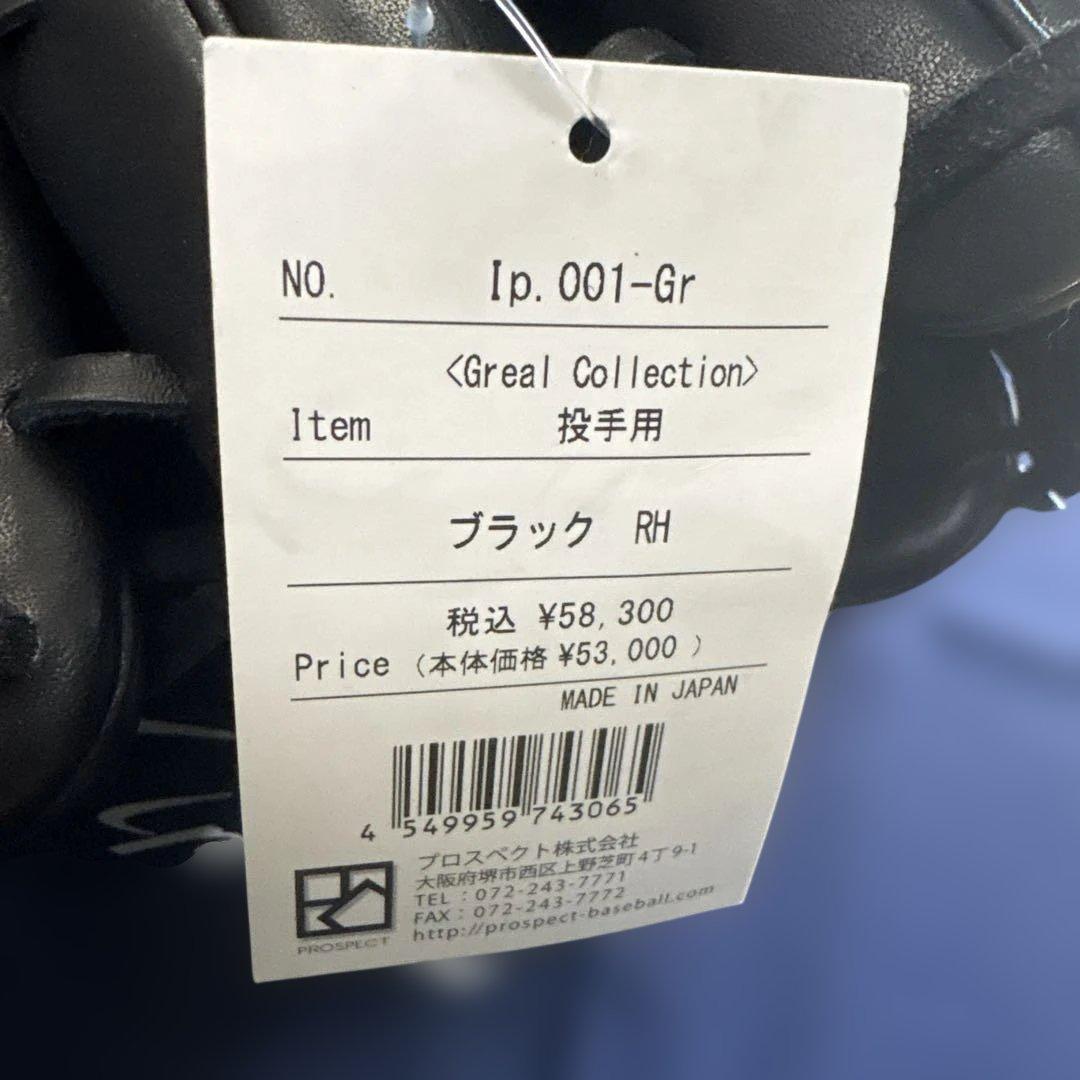 NO. Ip.001-Gr
<Greal Collection>
Item 投手用
ブラック RH
税込 ¥58,300
Price (本体価格 ¥53,000 )
MADE IN JAPAN
4 549959 743065
プロスペクト株式会社
大阪府堺市西区上野芝町4丁9-1
TEL : 072-243-7771
FAX : 072-243-7772
http://prospect-baseball.com
PROSPECT